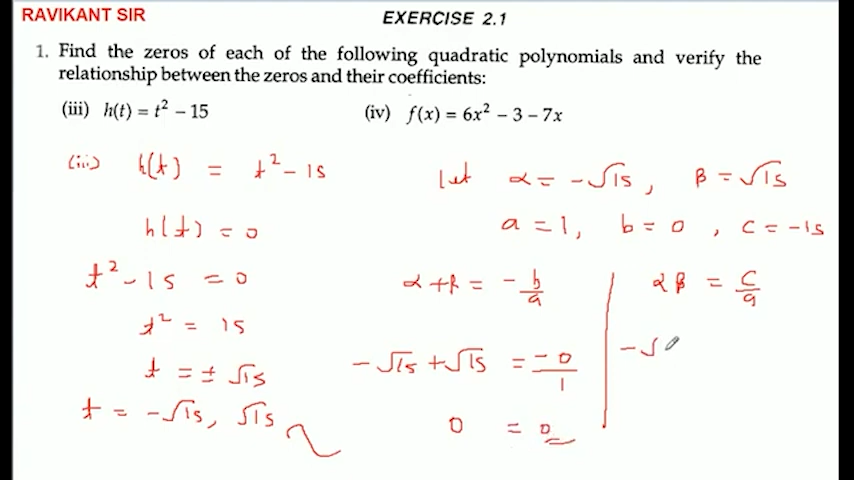 RAVIKANT SIR
EXERCISE 2.1
1. Find the zeros of each of the following quadratic polynomials and verify the
relationship between the zeros and their coefficients:
(iii) h(t) = t² − 15 (iv) f(x) = 6x² − 3 − 7x
(iii) h(t) = t² − 15
h(t) = 0
t² − 15 = 0
t² = 15
t = ± √15
t = −√15, √15
let α = −√15, β = √15
a = 1, b = 0, c = −15
α + β = −b/a
−√15 + √15 = −0/1
0 = 0
αβ = c/a
−√